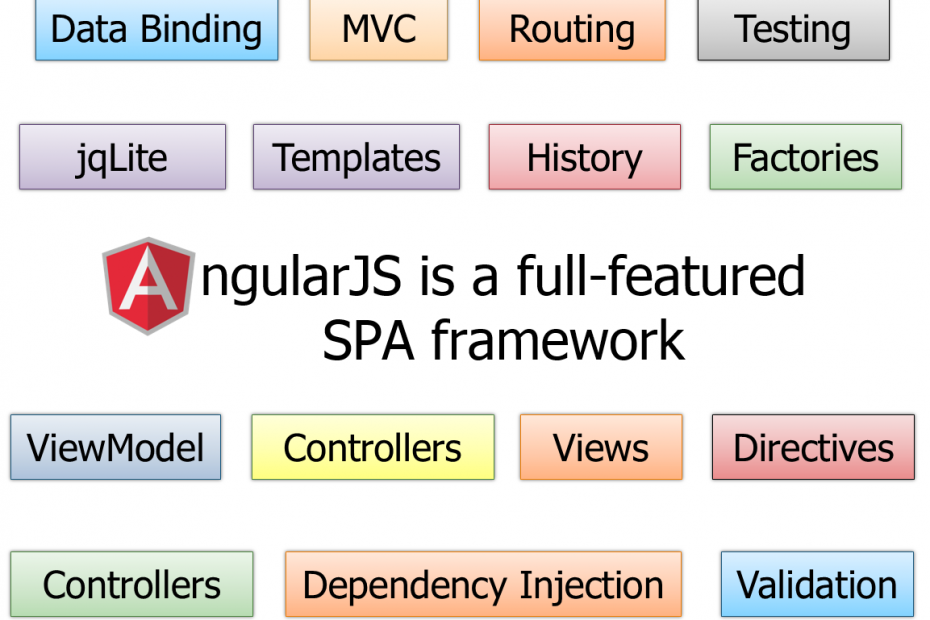 Data Binding MVC Routing Testing
jqLite Templates History Factories
AngularJS is a full-featured
SPA framework
ViewModel Controllers Views Directives
Controllers Dependency Injection Validation